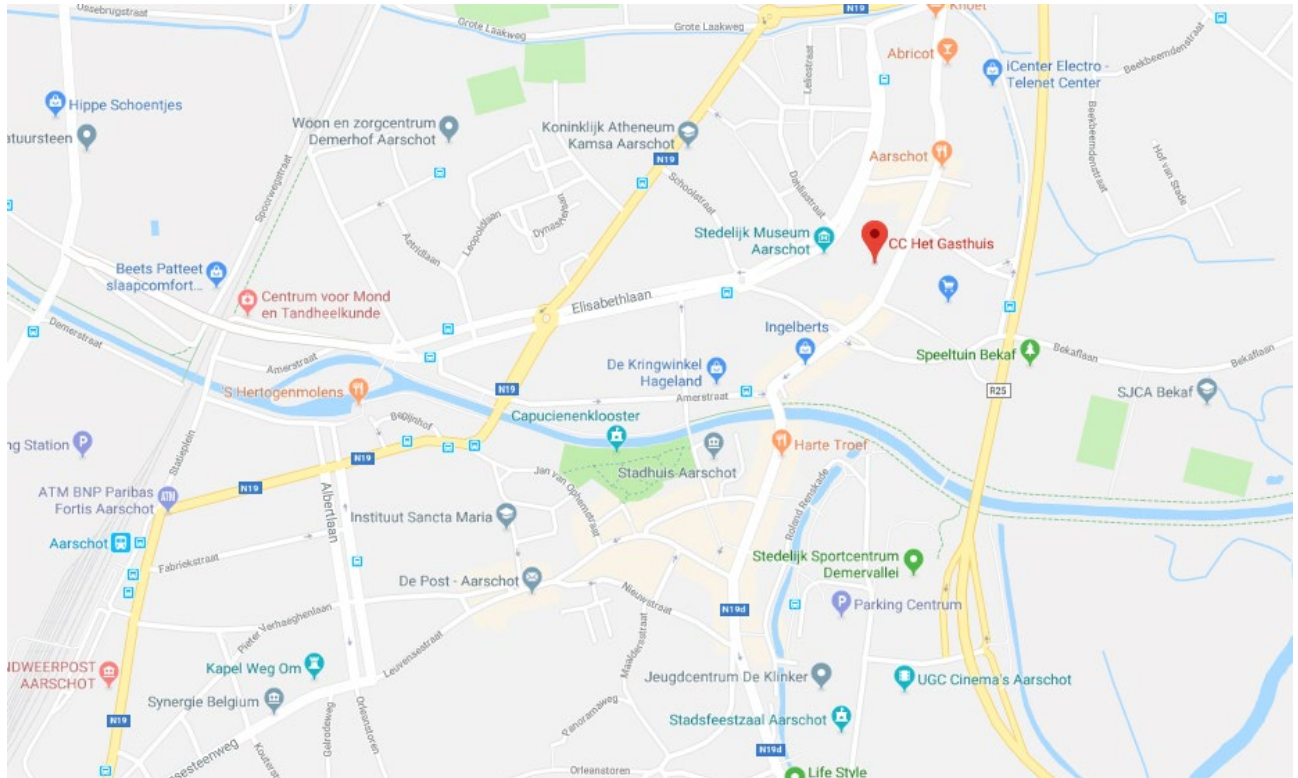 Ossebrugstraat
Grote Laakweg
Grote Laakweg
N19
Knoet
Abricot
iCenter Electro -
Telenet Center
Beekbeemdenstraat
Leliestraat
Hippe Schoentjes
atuursteen
Woon en zorgcentrum
Demerhof Aarschot
Koninklijk Atheneum
Kamsa Aarschot
N19
Aarschot
Beekbeemdenstraat
Hof van Stade
Spoorwegstraat
Schoolstraat
Dahliastraat
Astridlaan
Leopoldlaan
Dynastielaan
Stedelijk Museum
Aarschot
CC Het Gasthuis
Beets Patteet
slaapcomfort...
Centrum voor Mond
en Tandheelkunde
Elisabethlaan
Demerstraat
Amerstraat
Ingelberts
Speeltuin Bekaf
Bekaflaan
Bekaflaan
De Kringwinkel
Hageland
'S Hertogenmolens
N19
Amerstraat
R25
SJCA Bekaf
Capucienenklooster
ng Station
Statieplein
N19
Stadhuis Aarschot
Harte Troef
Jan van Ophemstraat
ATM BNP Paribas
Fortis Aarschot
N19
Albertlaan
Instituut Sancta Maria
Roland Renskade
Aarschot
Fabriekstraat
De Post - Aarschot
Stedelijk Sportcentrum
Demervallei
Nieuwstraat
N19d
Parking Centrum
Pieter Verhaeghenlaan
Leuvensestraat
NDWEERPOST
AARSCHOT
Kapel Weg Om
Jeugdcentrum De Klinker
UGC Cinema's Aarschot
Synergie Belgium
N19
Orleanstoren
Panoramaweg
Stadsfeestzaal Aarschot
N19d
Orleanstoren
Life Style